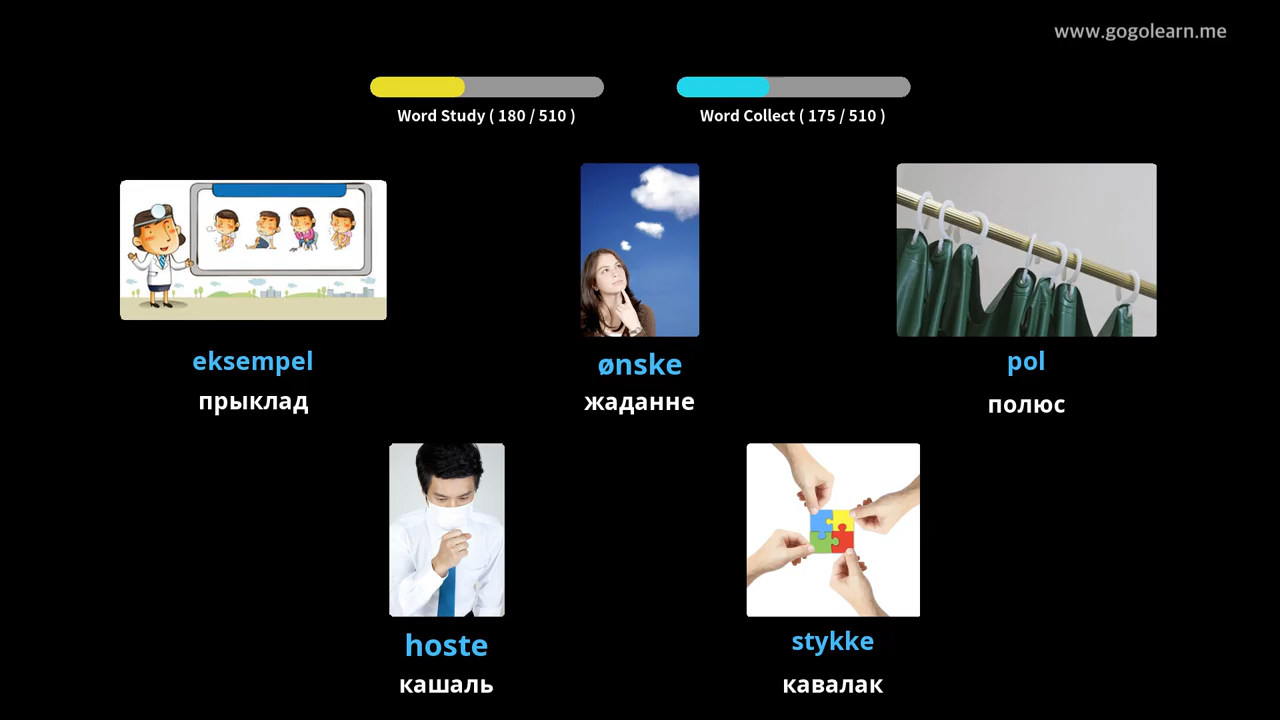 www.gogolearn.me
Word Study ( 180 / 510 )
Word Collect ( 175 / 510 )
eksempel
прыклад
ønske
жаданне
pol
полюс
hoste
кашаль
stykke
кавалак